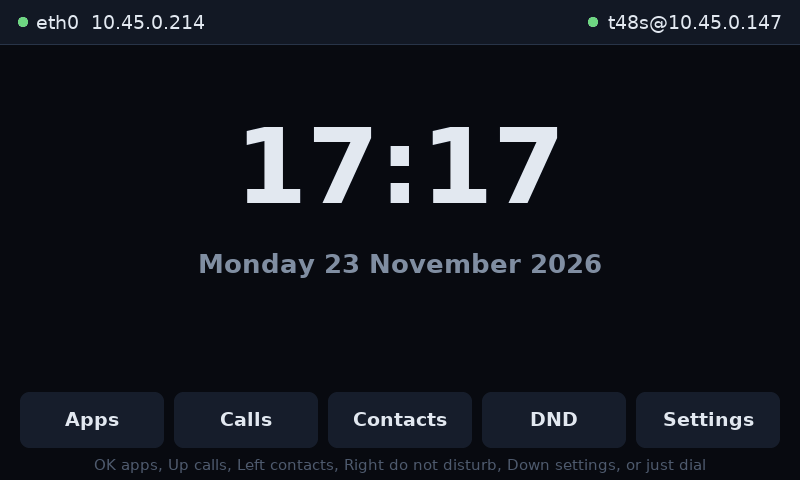 eth0 10.45.0.214
t48s@10.45.0.147
17:17
Monday 23 November 2026
Apps
Calls
Contacts
DND
Settings
OK apps, Up calls, Left contacts, Right do not disturb, Down settings, or just dial